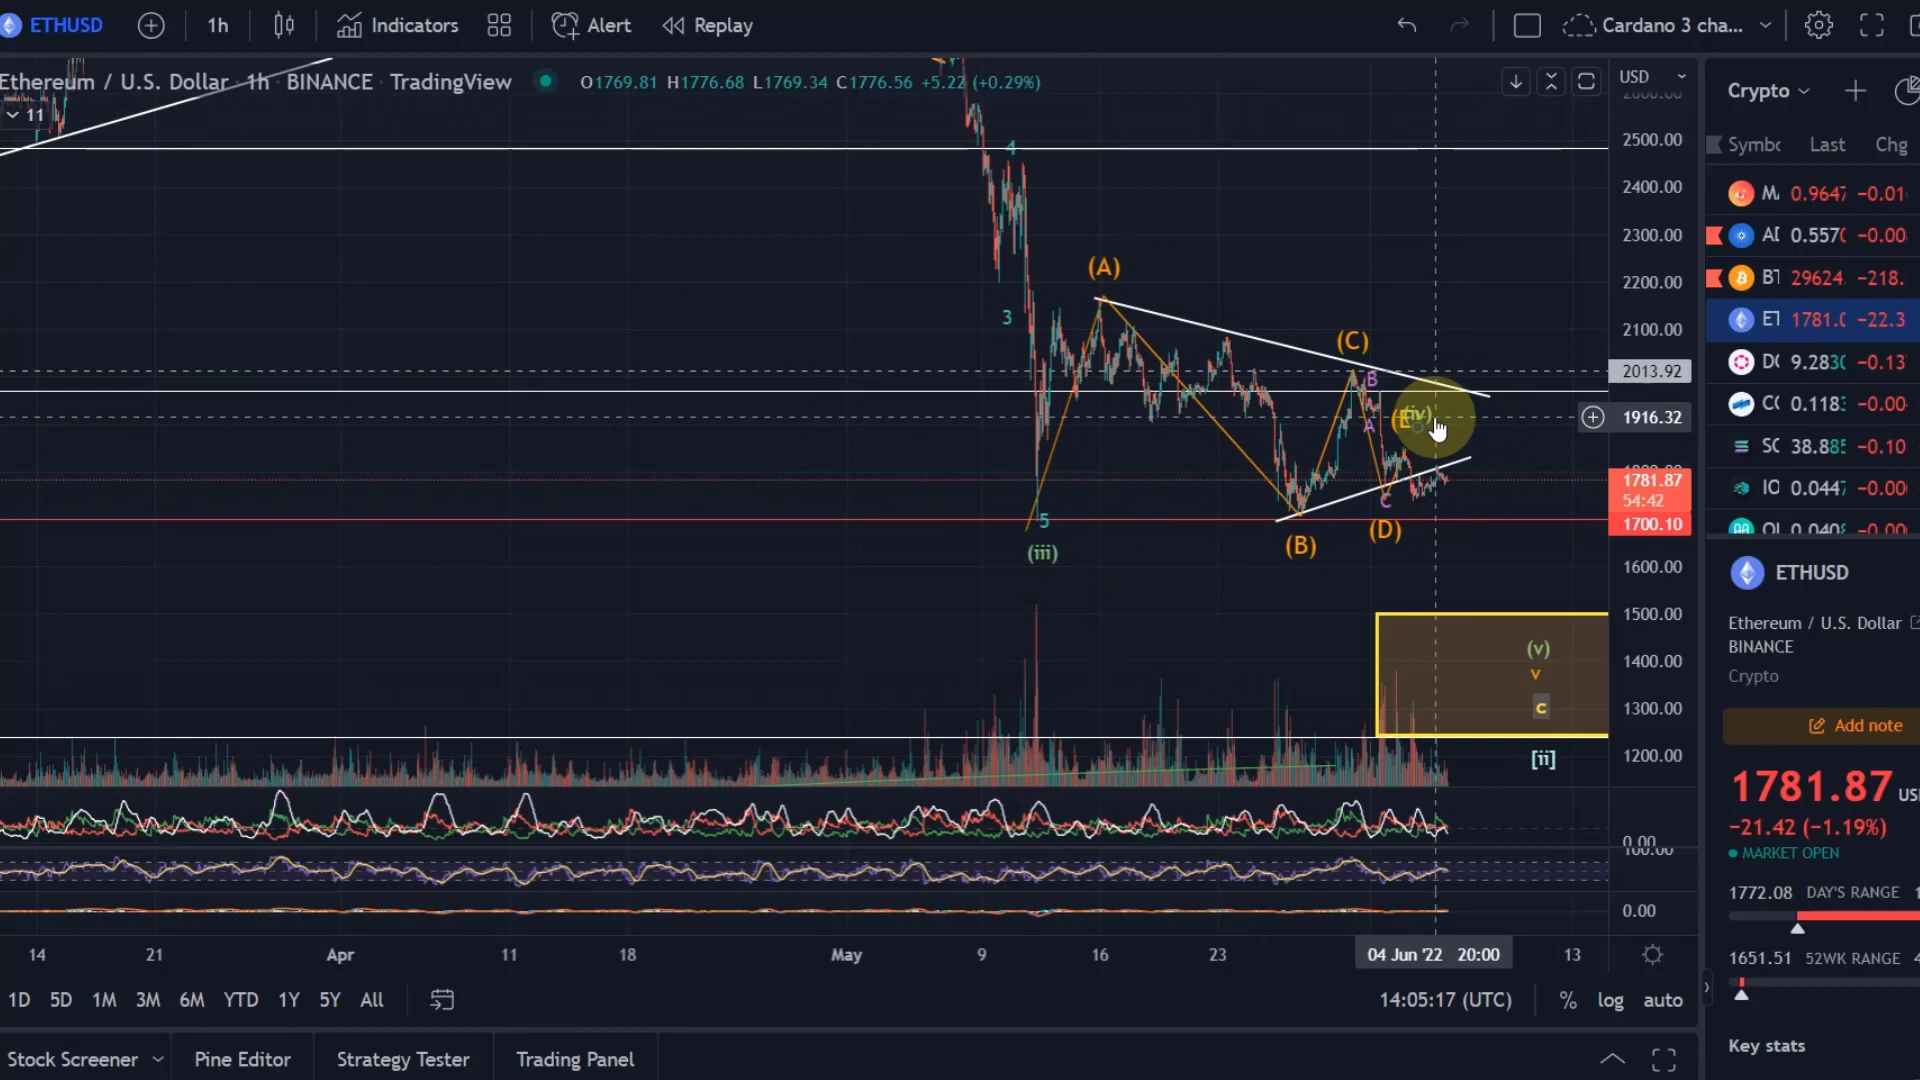 ETHUSD 1h Indicators Alert Replay Cardano 3 cha...
Ethereum / U.S. Dollar · 1h · BINANCE · TradingView O1769.81 H1776.68 L1769.34 C1776.56 +5.22 (+0.29%)
11
USD
2500.00
2400.00
2300.00
2200.00
2100.00
2013.92
1916.32
1781.87
54:42
1700.10
1600.00
1500.00
1400.00
1300.00
1200.00
0.00
100.00
0.00
4
3
5
(iii)
(A)
(B)
(C)
B
A
(iv)
C
(D)
(v)
v
c
[ii]
14 21 Apr 11 18 May 9 16 23 04 Jun '22 20:00 13
1D 5D 1M 3M 6M YTD 1Y 5Y All
14:05:17 (UTC) % log auto
Stock Screener Pine Editor Strategy Tester Trading Panel
Crypto
Last Chg
0.9647 −0.01
0.557 −0.00
29624. −218.
1781. −22.3
9.283 −0.13
0.118 −0.00
38.885 −0.10
0.0447 −0.00
ETHUSD
Ethereum / U.S. Dollar
BINANCE
Crypto
Add note
1781.87
−21.42 (−1.19%)
MARKET OPEN
1772.08 DAY'S RANGE
1651.51 52WK RANGE
Key stats